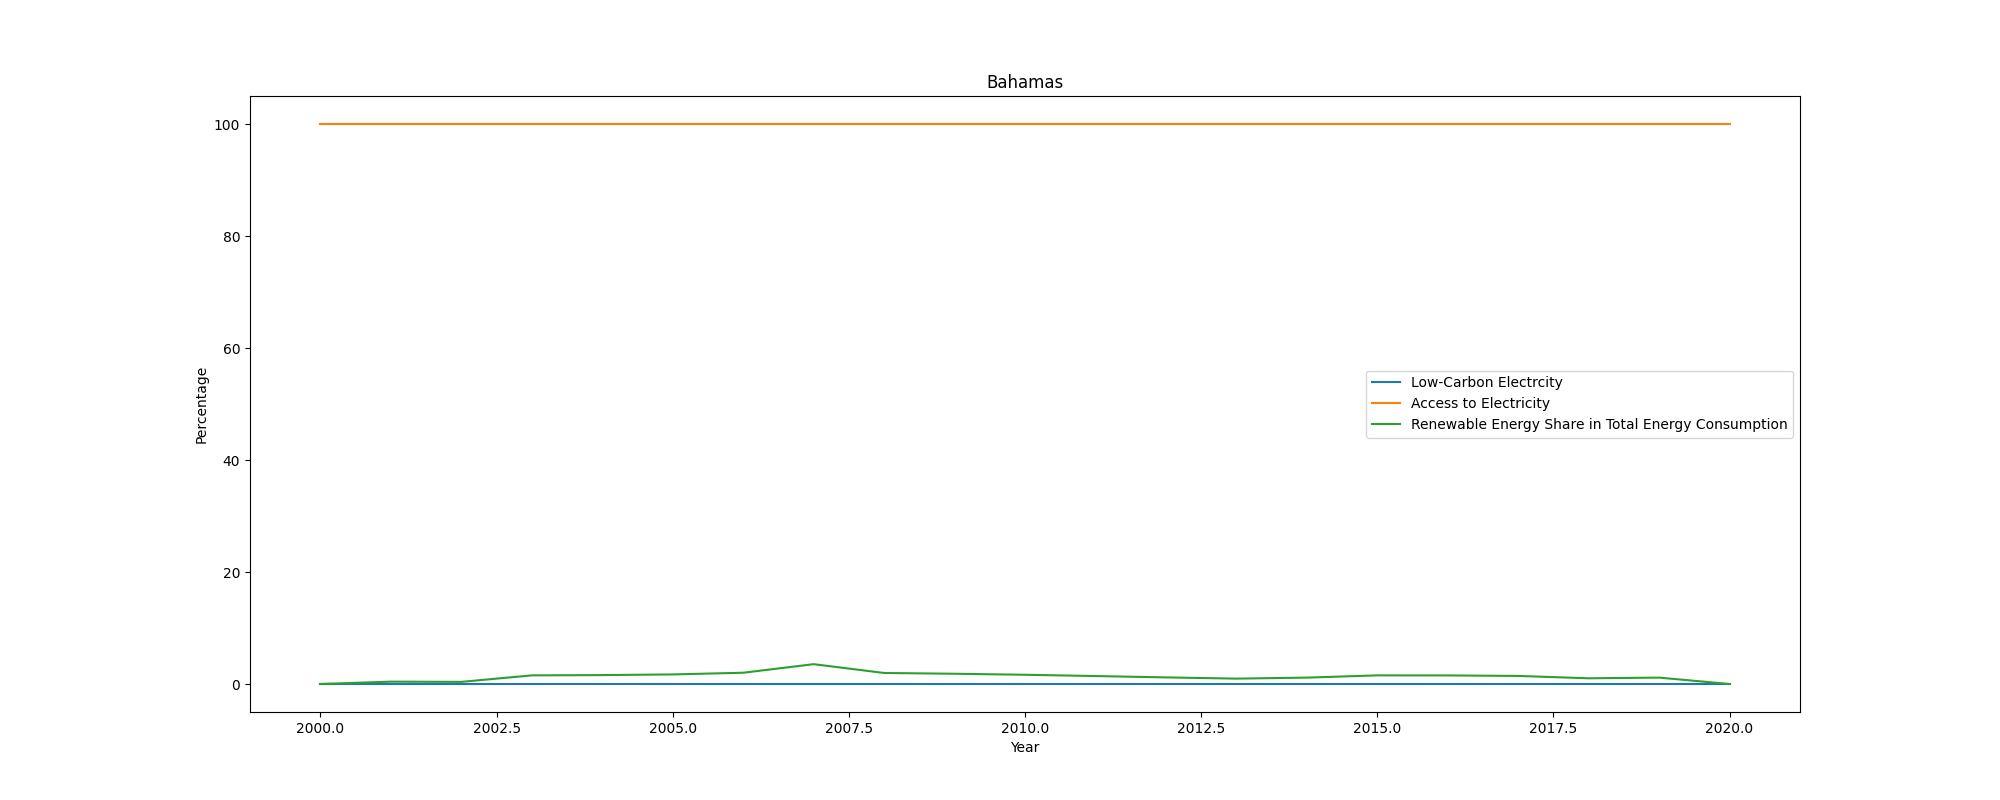 Bahamas
100
80
60
40
20
0
Percentage
Low-Carbon Electrcity
Access to Electricity
Renewable Energy Share in Total Energy Consumption
2000.0 2002.5 2005.0 2007.5 2010.0 2012.5 2015.0 2017.5 2020.0
Year